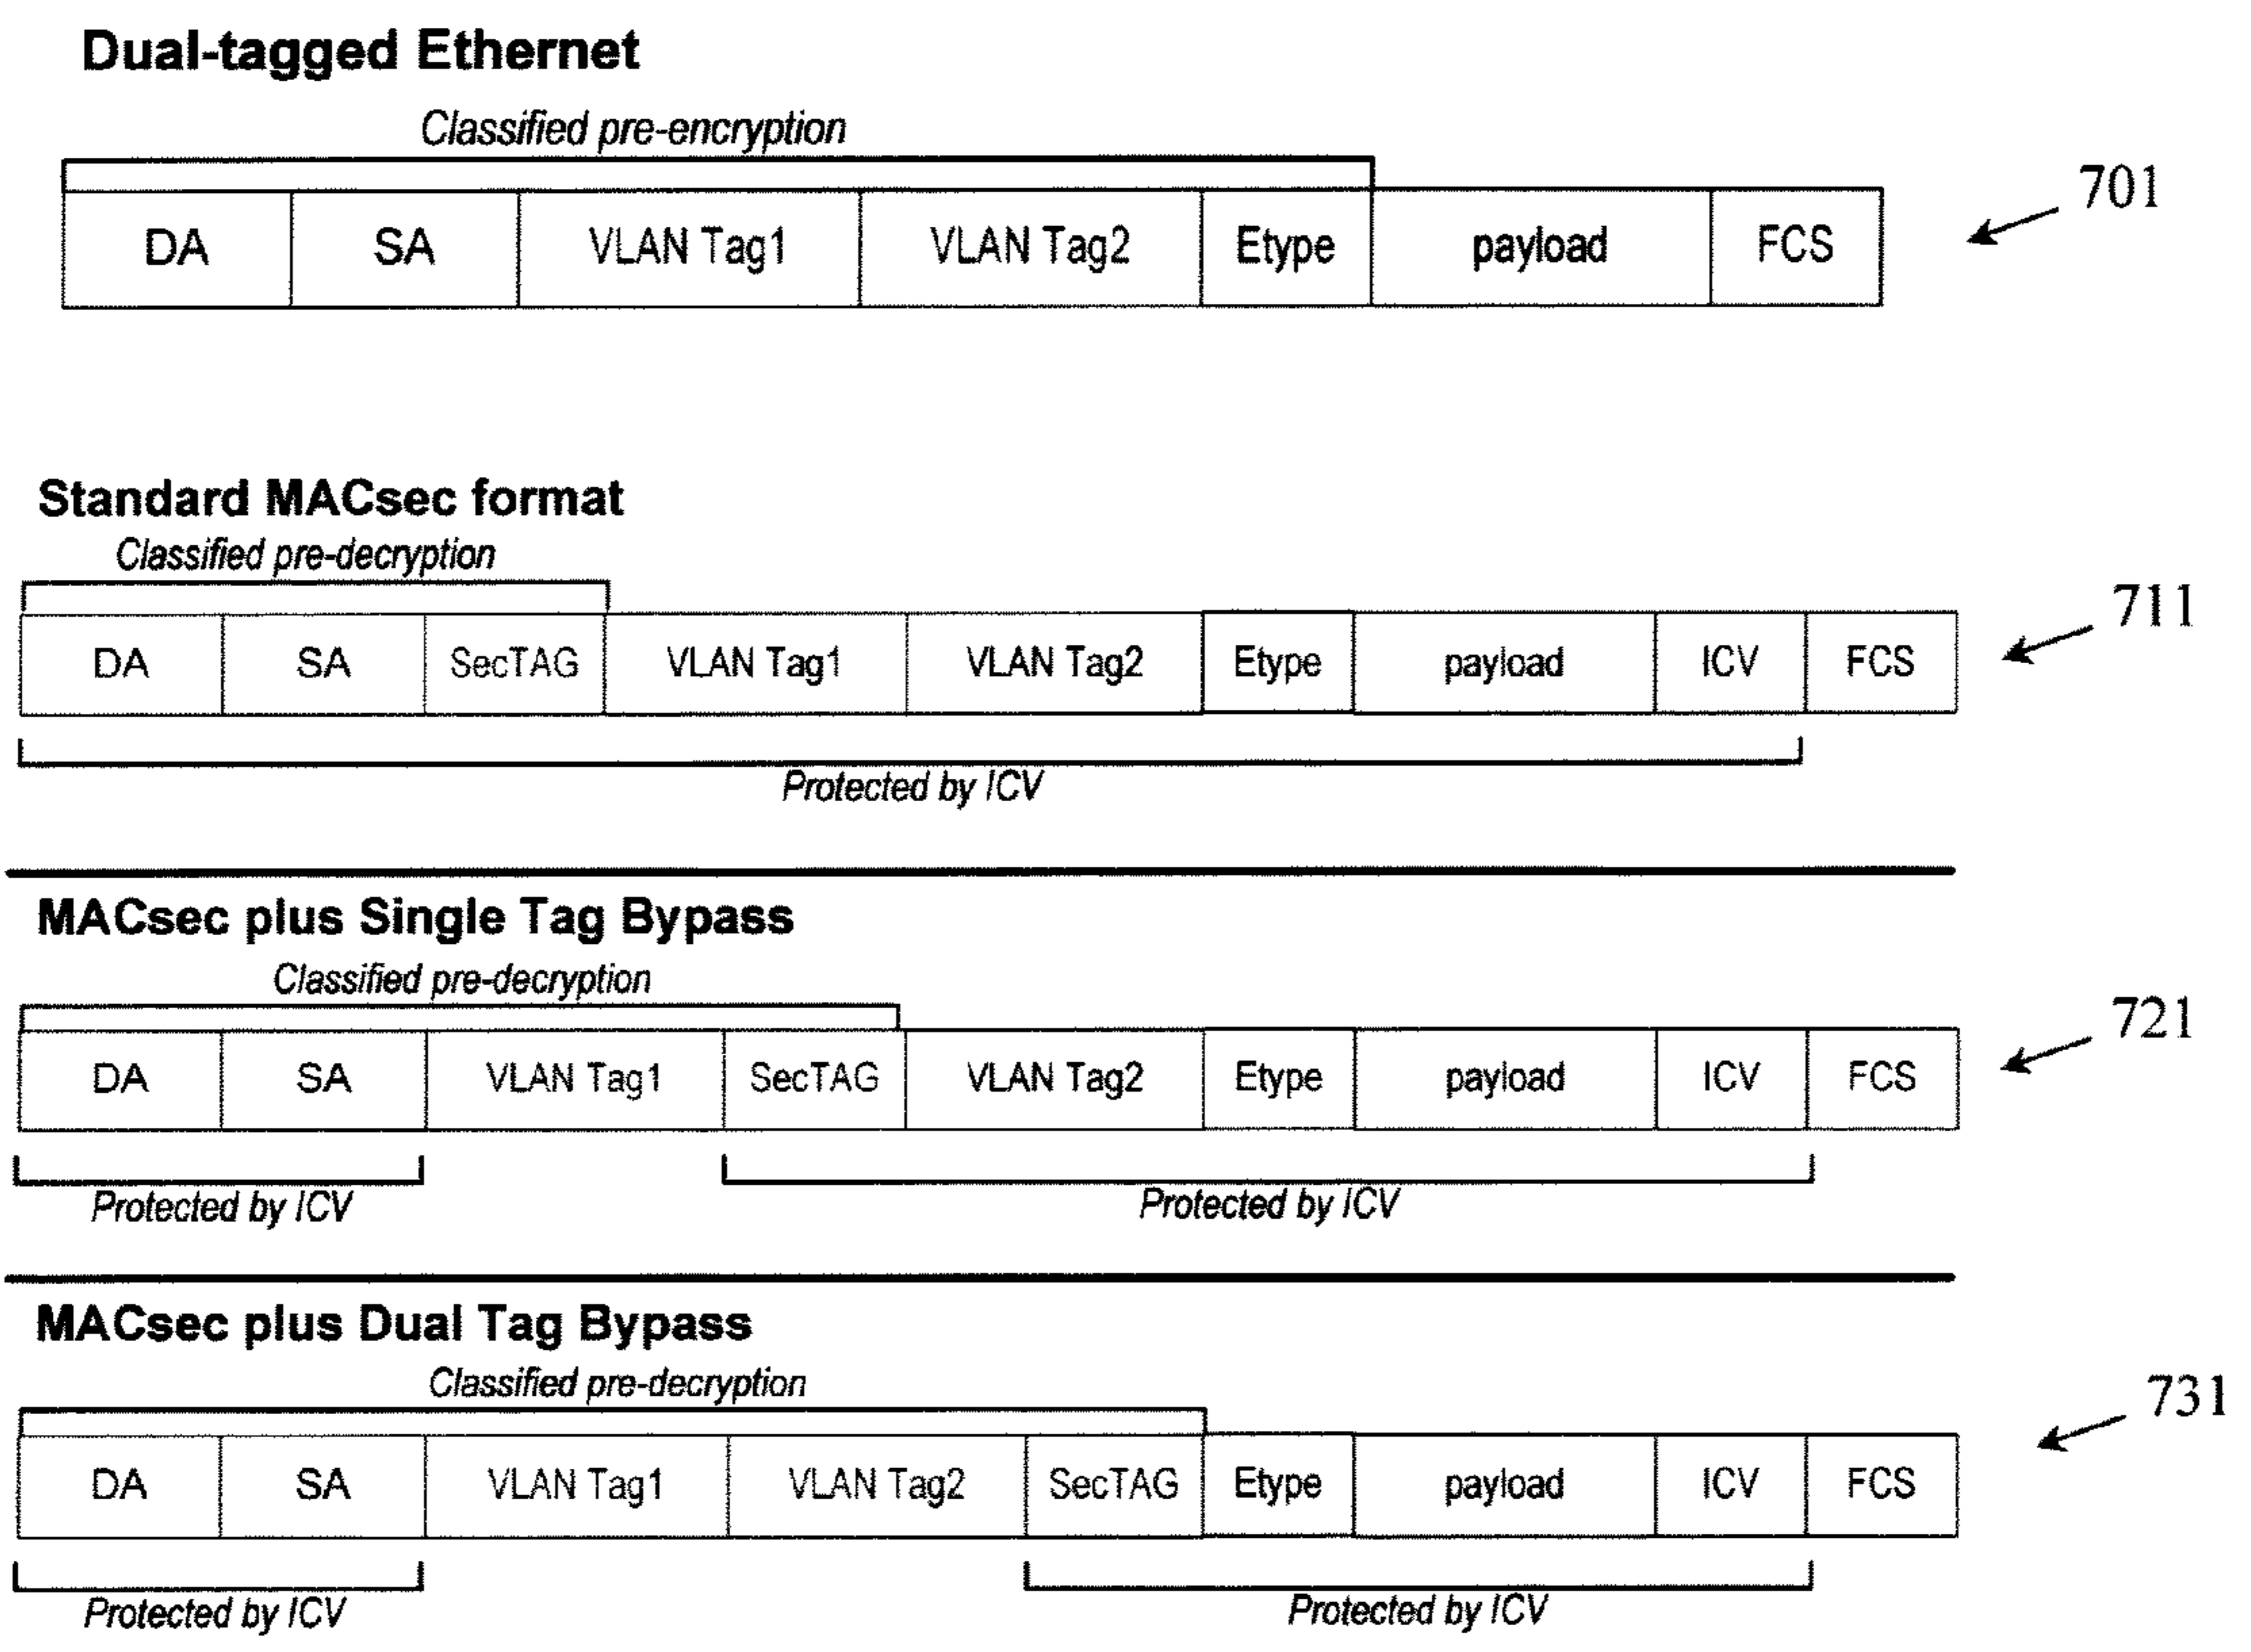 Dual-tagged Ethernet
Classified pre-encryption
DA SA VLAN Tag1 VLAN Tag2 Etype payload FCS
701
Standard MACsec format
Classified pre-decryption
DA SA SecTAG VLAN Tag1 VLAN Tag2 Etype payload ICV FCS
711
Protected by ICV
MACsec plus Single Tag Bypass
Classified pre-decryption
DA SA VLAN Tag1 SecTAG VLAN Tag2 Etype payload ICV FCS
721
Protected by ICV Protected by ICV
MACsec plus Dual Tag Bypass
Classified pre-decryption
DA SA VLAN Tag1 VLAN Tag2 SecTAG Etype payload ICV FCS
731
Protected by ICV Protected by ICV